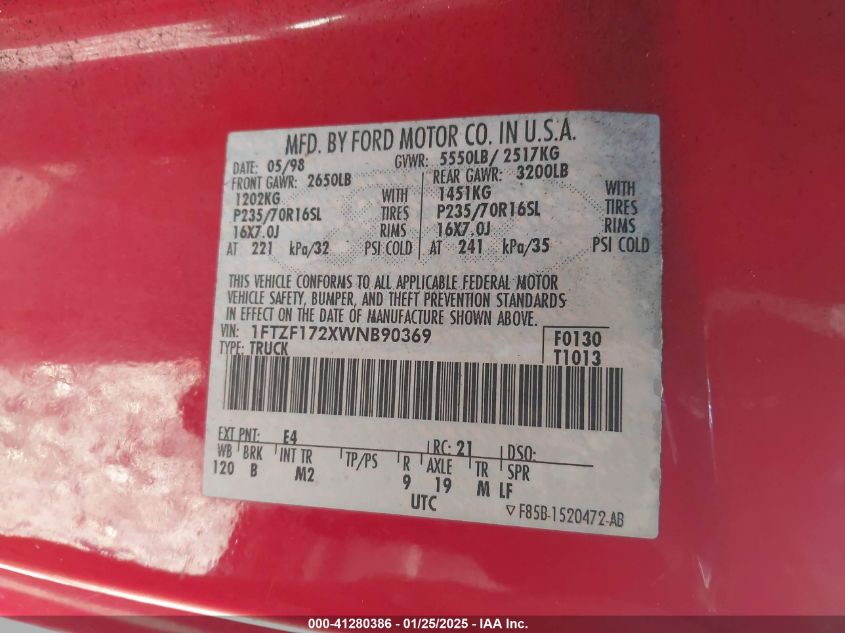 MFD. BY FORD MOTOR CO. IN U.S.A.
DATE: 05/98 GVWR: 5550LB/ 2517KG
FRONT GAWR: 2650LB REAR GAWR: 3200LB
1202KG WITH 1451KG WITH
P235/70R16SL TIRES P235/70R16SL TIRES
16X7.0J RIMS 16X7.0J RIMS
AT 221 kPa/32 PSI COLD AT 241 kPa/35 PSI COLD
THIS VEHICLE CONFORMS TO ALL APPLICABLE FEDERAL MOTOR
VEHICLE SAFETY, BUMPER, AND THEFT PREVENTION STANDARDS
IN EFFECT ON THE DATE OF MANUFACTURE SHOWN ABOVE.
VIN: 1FTZF172XWNB90369 F0130
TYPE: TRUCK T1013
EXT PNT: E4 RC: 21 DSO:
WB BRK INT TR TP/PS R AXLE TR SPR
120 B M2 9 19 M LF
UTC
▽ F85B-1520472-AB
000-41280386 - 01/25/2025 - IAA Inc.